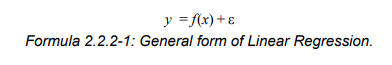 y = f(x) + ε
Formula 2.2.2-1: General form of Linear Regression.